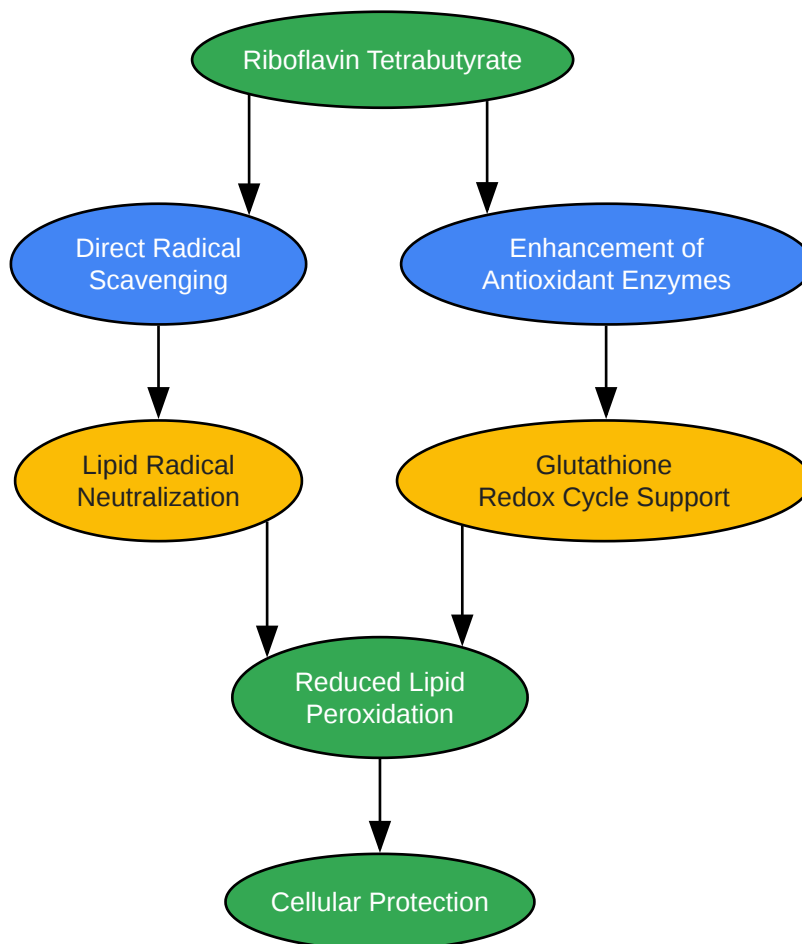 Riboflavin Tetrabutyrate
Direct Radical
Scavenging
Enhancement of
Antioxidant Enzymes
Lipid Radical
Neutralization
Glutathione
Redox Cycle Support
Reduced Lipid
Peroxidation
Cellular Protection